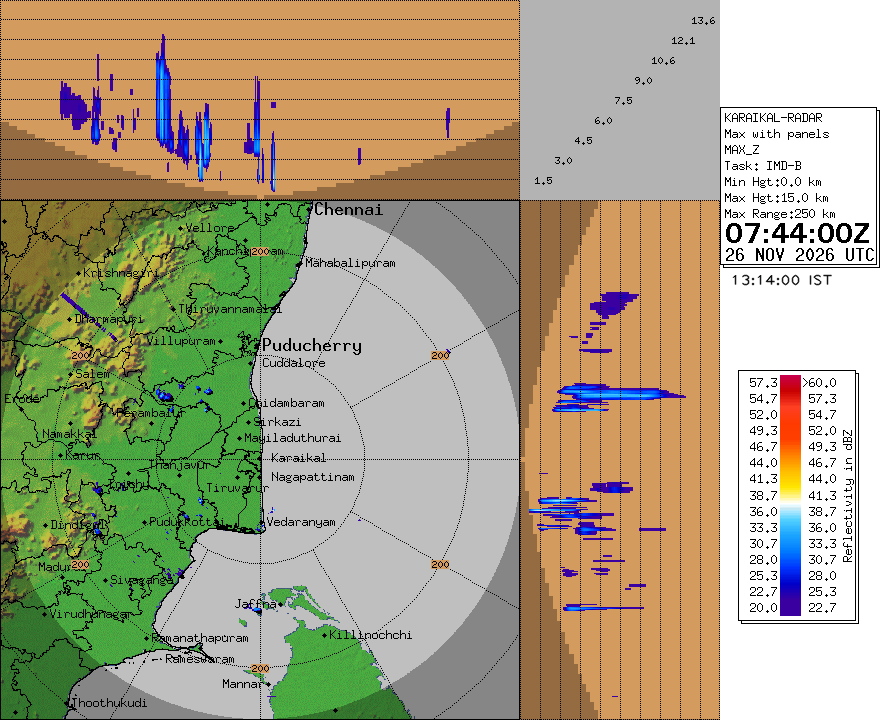 13.6
12.1
10.6
9.0
7.5
6.0
4.5
3.0
1.5
KARAIKAL-RADAR
Max with panels
MAX_Z
Task: IMD-B
Min Hgt:0.0 km
Max Hgt:15.0 km
Max Range:250 km
07:44:00Z
26 NOV 2026 UTC
13:14:00 IST
Chennai
Vellore
200
Mahabalipuram
Krishnagiri
Thiruvannamalai
Dharmapuri
Villupuram
Puducherry
200
200
Cuddalore
Salem
Chidambaram
Perambalur
Sirkazi
Namakkal
Mayiladuthurai
Karur
Karaikal
Thanjavur
Nagapattinam
Tiruvarur
Pudukkottai
Vedaranyam
Dindigul
200
200
Sivaganga
Jaffna
Virudhunagar
Killinochchi
Ramanathapuram
Rameswaram
200
Mannar
Thoothukudi
57.3 >60.0
54.7 57.3
52.0 54.7
49.3 52.0
46.7 49.3
44.0 46.7
41.3 44.0
38.7 41.3
36.0 38.7
33.3 36.0
30.7 33.3
28.0 30.7
25.3 28.0
22.7 25.3
20.0 22.7
Reflectivity in dBZ